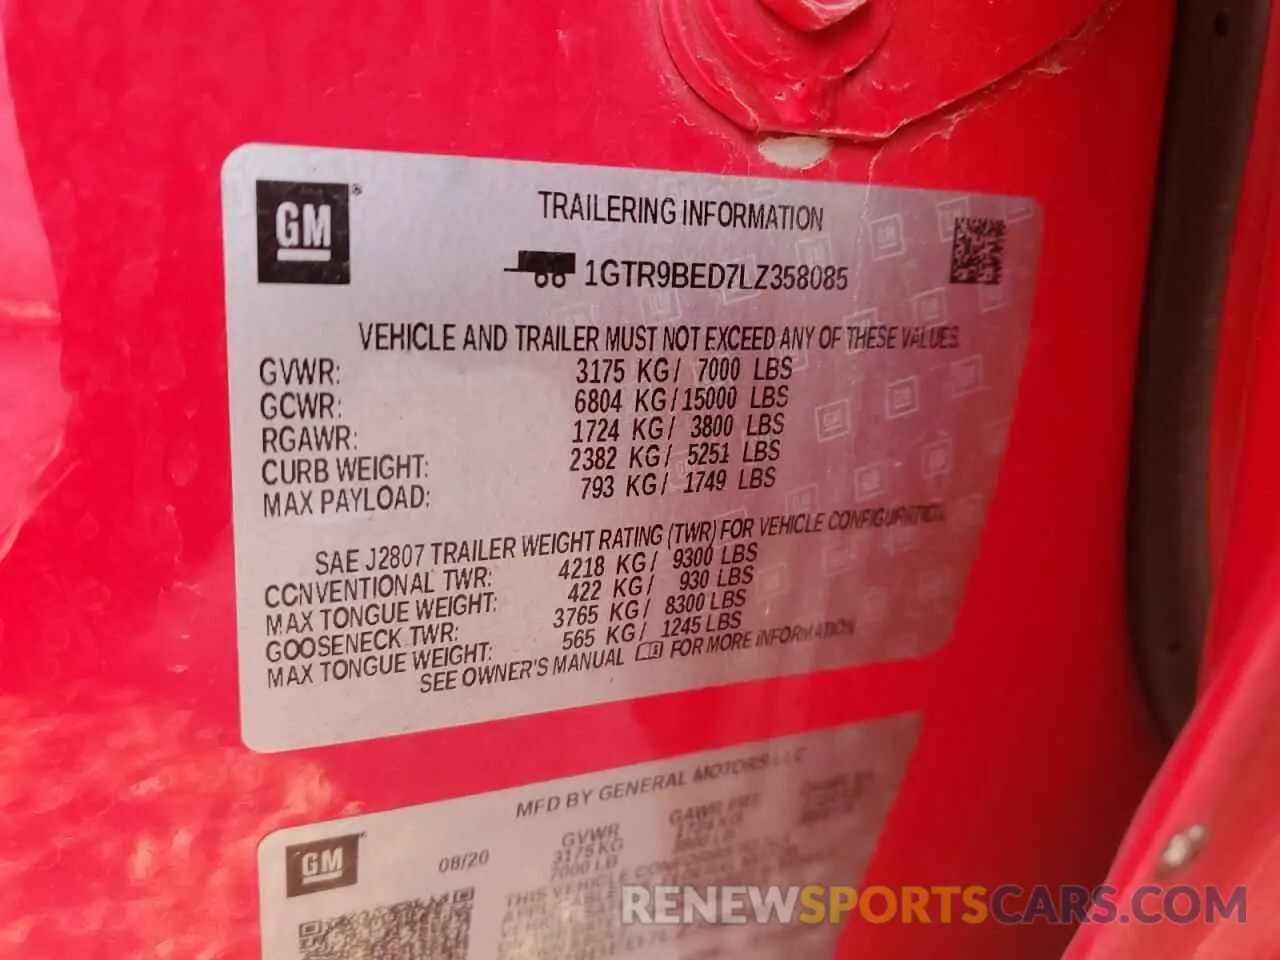 GM
TRAILERING INFORMATION
1GTR9BED7LZ358085
VEHICLE AND TRAILER MUST NOT EXCEED ANY OF THESE VALUES.
GVWR: 3175 KG/ 7000 LBS
GCWR: 6804 KG/15000 LBS
RGAWR: 1724 KG/ 3800 LBS
CURB WEIGHT: 2382 KG/ 5251 LBS
MAX PAYLOAD: 793 KG/ 1749 LBS
SAE J2807 TRAILER WEIGHT RATING (TWR) FOR VEHICLE CONFIGURATION
CONVENTIONAL TWR: 4218 KG/ 9300 LBS
MAX TONGUE WEIGHT: 422 KG/ 930 LBS
GOOSENECK TWR: 3765 KG/ 8300 LBS
MAX TONGUE WEIGHT: 565 KG/ 1245 LBS
SEE OWNER'S MANUAL FOR MORE INFORMATION
MFD BY GENERAL MOTORS LLC
GM
08/20
GVWR
3175 KG
7000 LB
GAWR FRT
RENEWSPORTSCARS.COM